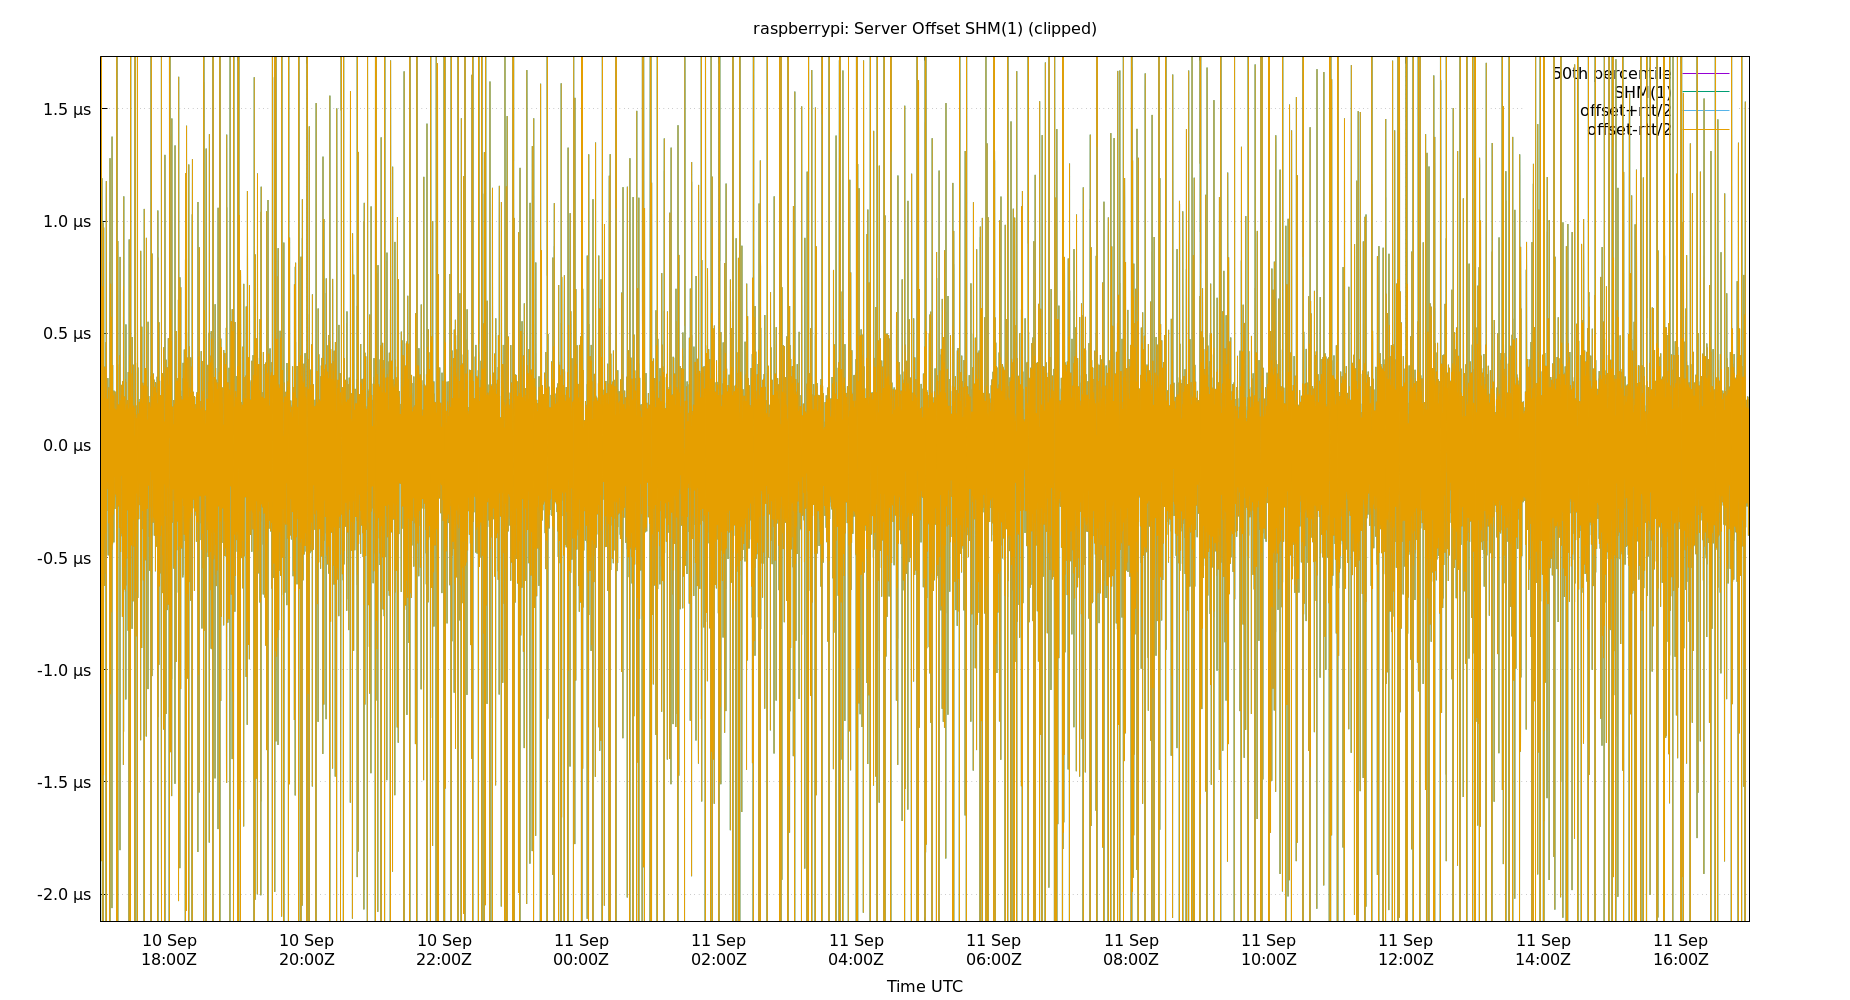 raspberrypi: Server Offset SHM(1) (clipped)
50th percentile
SHM(1)
offset+rtt/2
offset-rtt/2
1.5 µs
1.0 µs
0.5 µs
0.0 µs
-0.5 µs
-1.0 µs
-1.5 µs
-2.0 µs
10 Sep 10 Sep 10 Sep 11 Sep 11 Sep 11 Sep 11 Sep 11 Sep 11 Sep 11 Sep 11 Sep 11 Sep
18:00Z 20:00Z 22:00Z 00:00Z 02:00Z 04:00Z 06:00Z 08:00Z 10:00Z 12:00Z 14:00Z 16:00Z
Time UTC